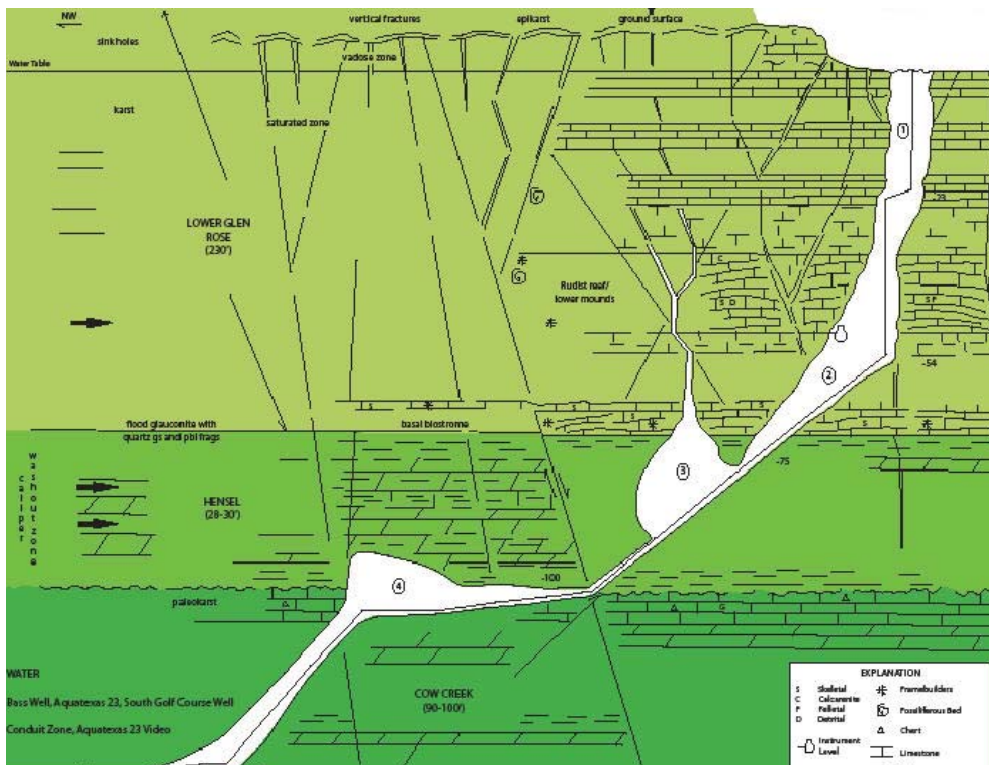 NW
vertical fractures
epikarst
ground surface
sink holes
vadose zone
C
Water Table
karst
saturated zone
1
-23
G
LOWER GLEN
ROSE
(230')
C
G
Rudist reef/
lower mounds
S D
S P
2
-54
S
S
S
S
flood glauconite with
quartz gs and pbl frags
basal biostrome
-75
3
caliper
washout zone
HENSEL
(28-30')
-100
4
paleokarst
G
WATER
Bass Well, Aquatexas 23, South Golf Course Well
Conduit Zone, Aquatexas 23 Video
COW CREEK
(90-100')
EXPLANATION
S Skeletal
C Calcarenite
P Pelletal
D Detrital
Instrument
Level
Framebuilders
Fossiliferous Bed
Chert
Limestone